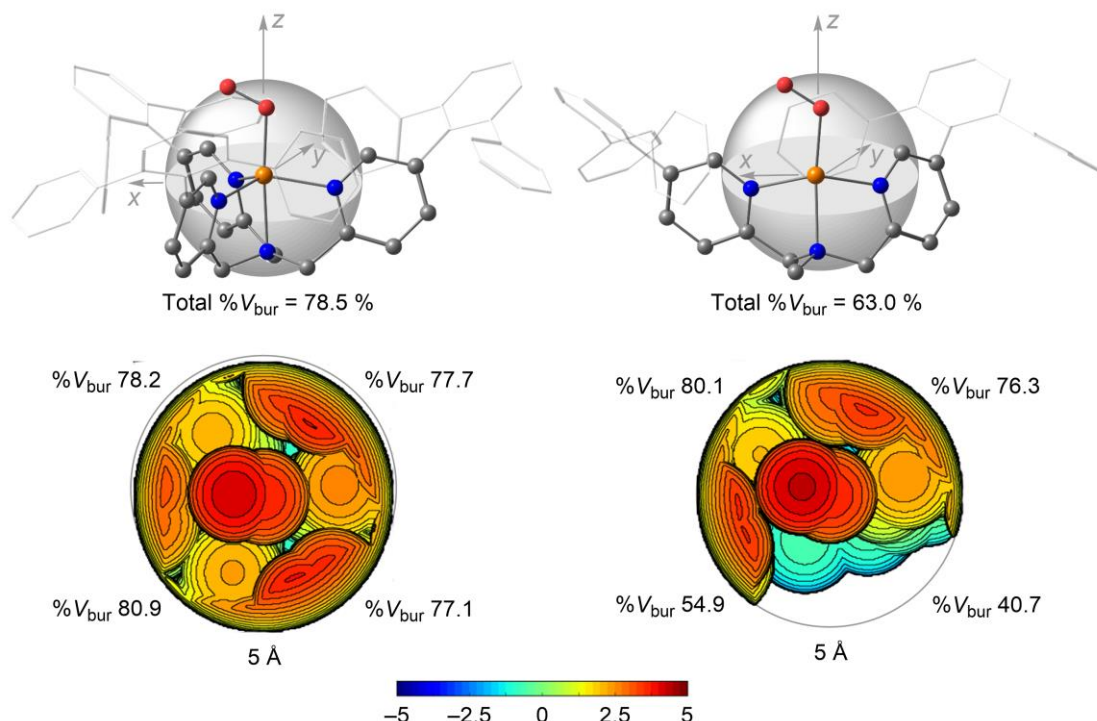 z
z
y
x
y
x
Total %Vbur = 78.5 %
Total %Vbur = 63.0 %
%Vbur 78.2
%Vbur 77.7
%Vbur 80.1
%Vbur 76.3
%Vbur 80.9
%Vbur 77.1
%Vbur 54.9
%Vbur 40.7
5 Å
5 Å
–5 –2.5 0 2.5 5